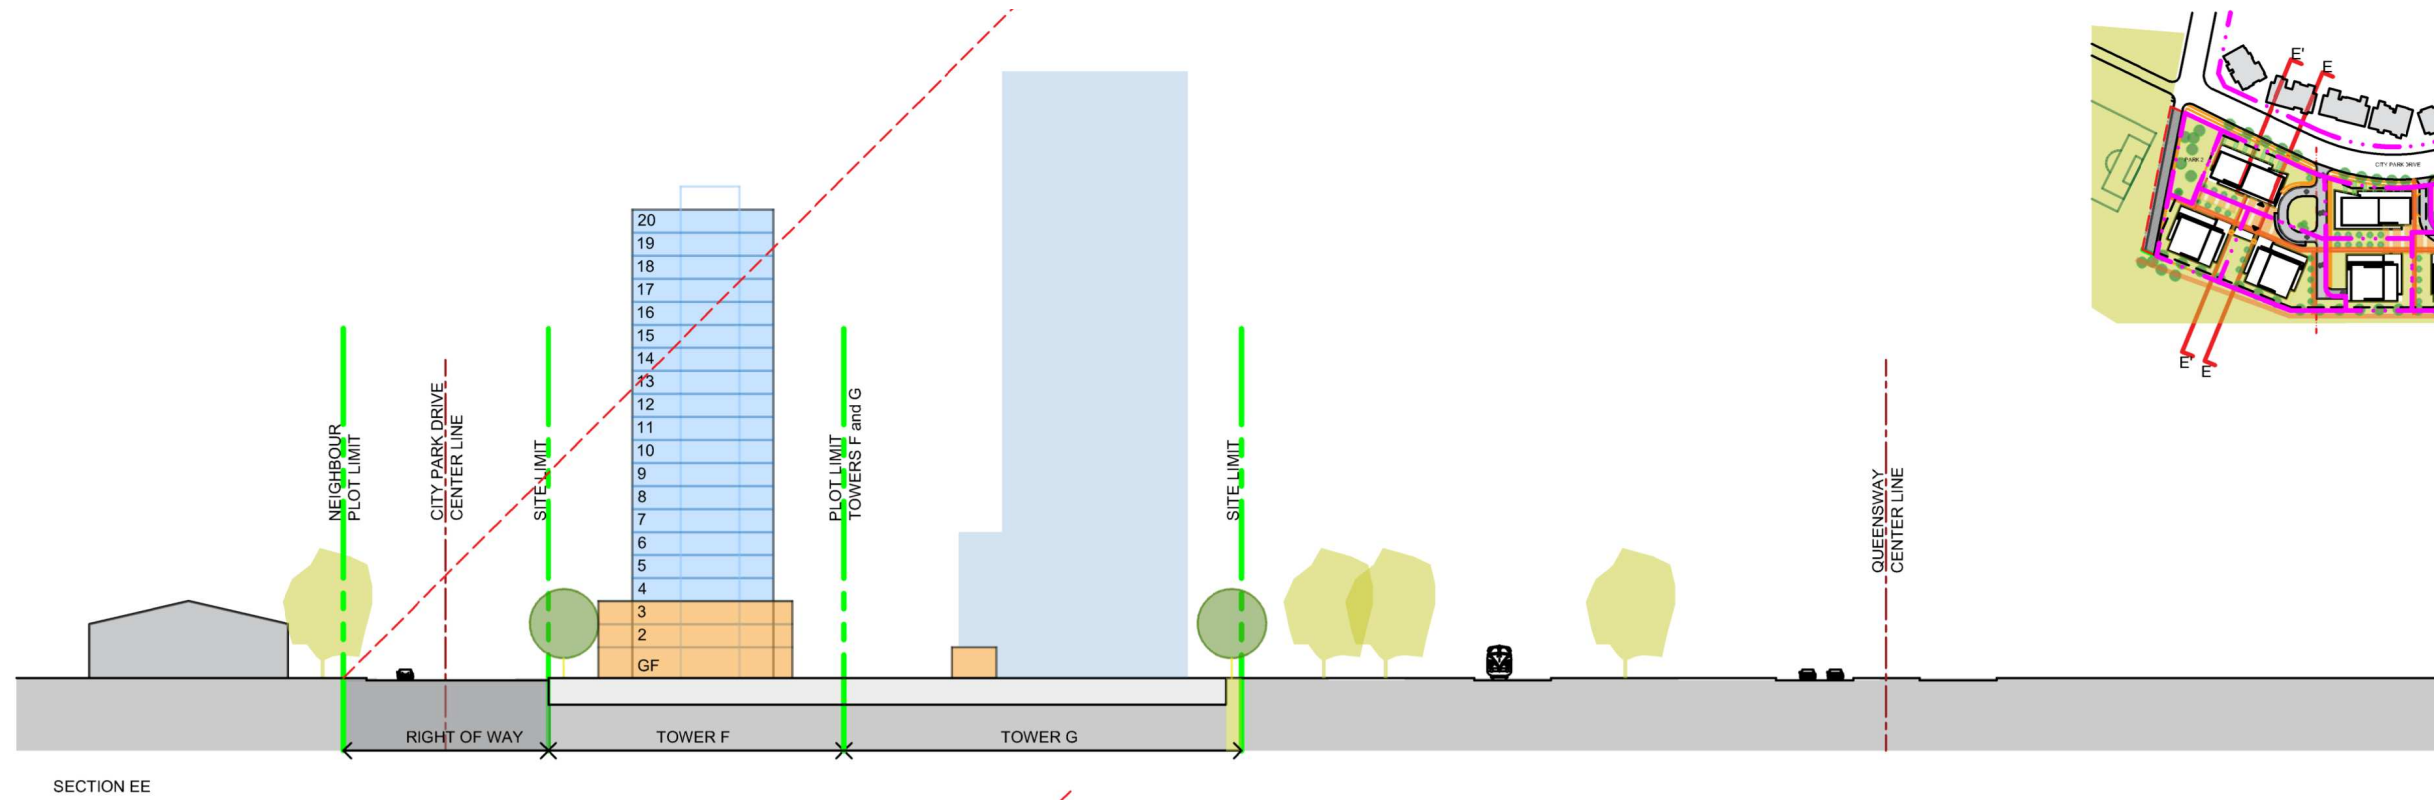 E'
E
PARK 2
CITY PARK DRIVE
E'
E
20
19
18
17
16
15
14
13
12
11
10
9
8
7
6
5
4
3
2
GF
NEIGHBOUR
PLOT LIMIT
CITY PARK DRIVE
CENTER LINE
SITE LIMIT
PLOT LIMIT
TOWERS F and G
SITE LIMIT
QUEENSWAY
CENTER LINE
RIGHT OF WAY
TOWER F
TOWER G
SECTION EE